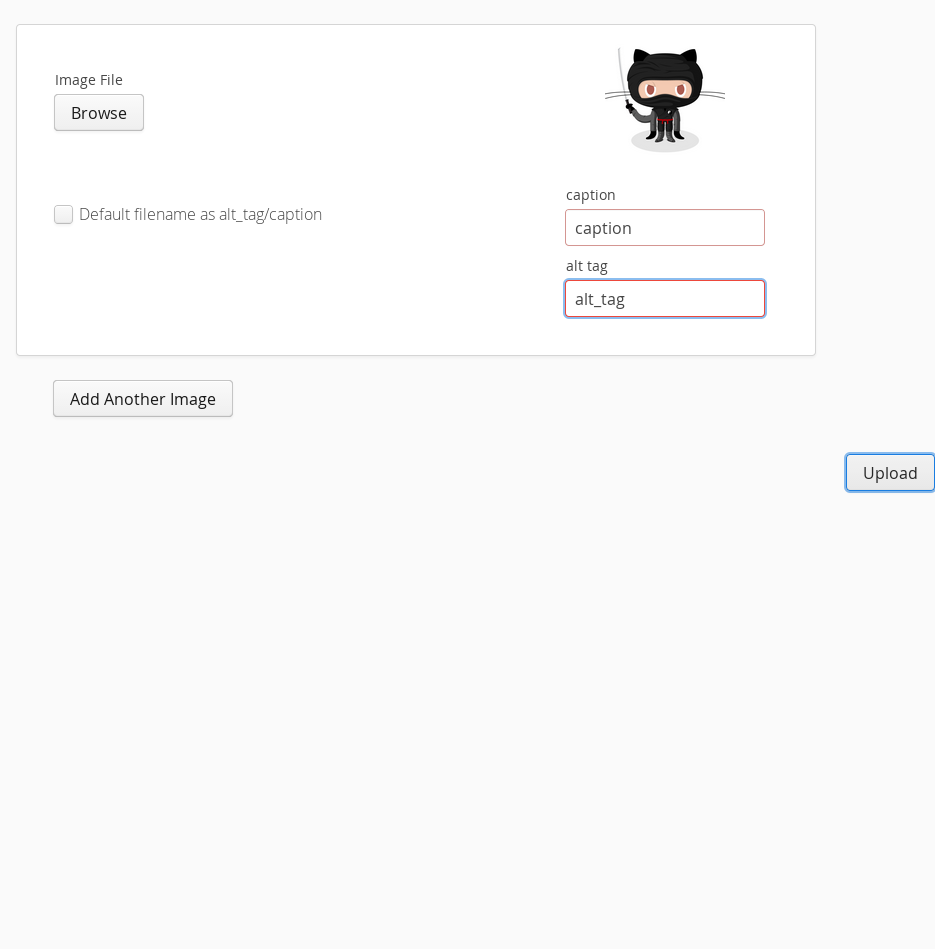 Image File
Browse
Default filename as alt_tag/caption
caption
caption
alt tag
alt_tag
Add Another Image
Upload